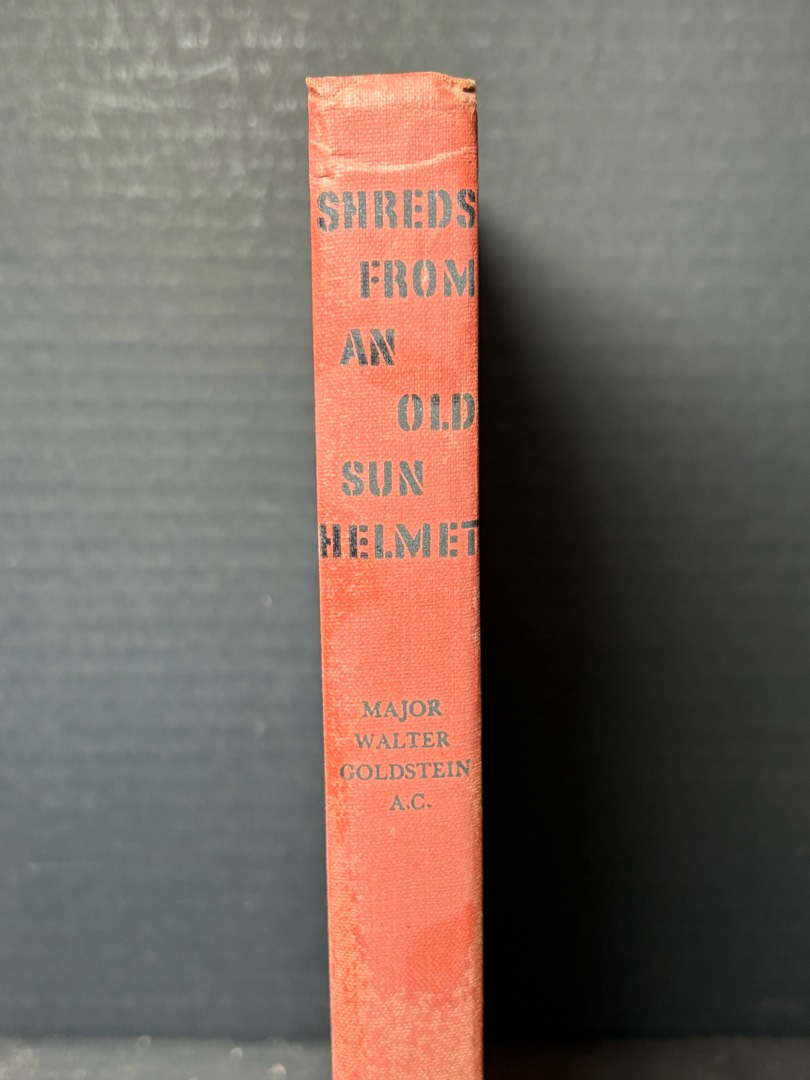 SHREDS
FROM
AN
OLD
SUN
HELMET
MAJOR
WALTER
GOLDSTEIN
A.C.